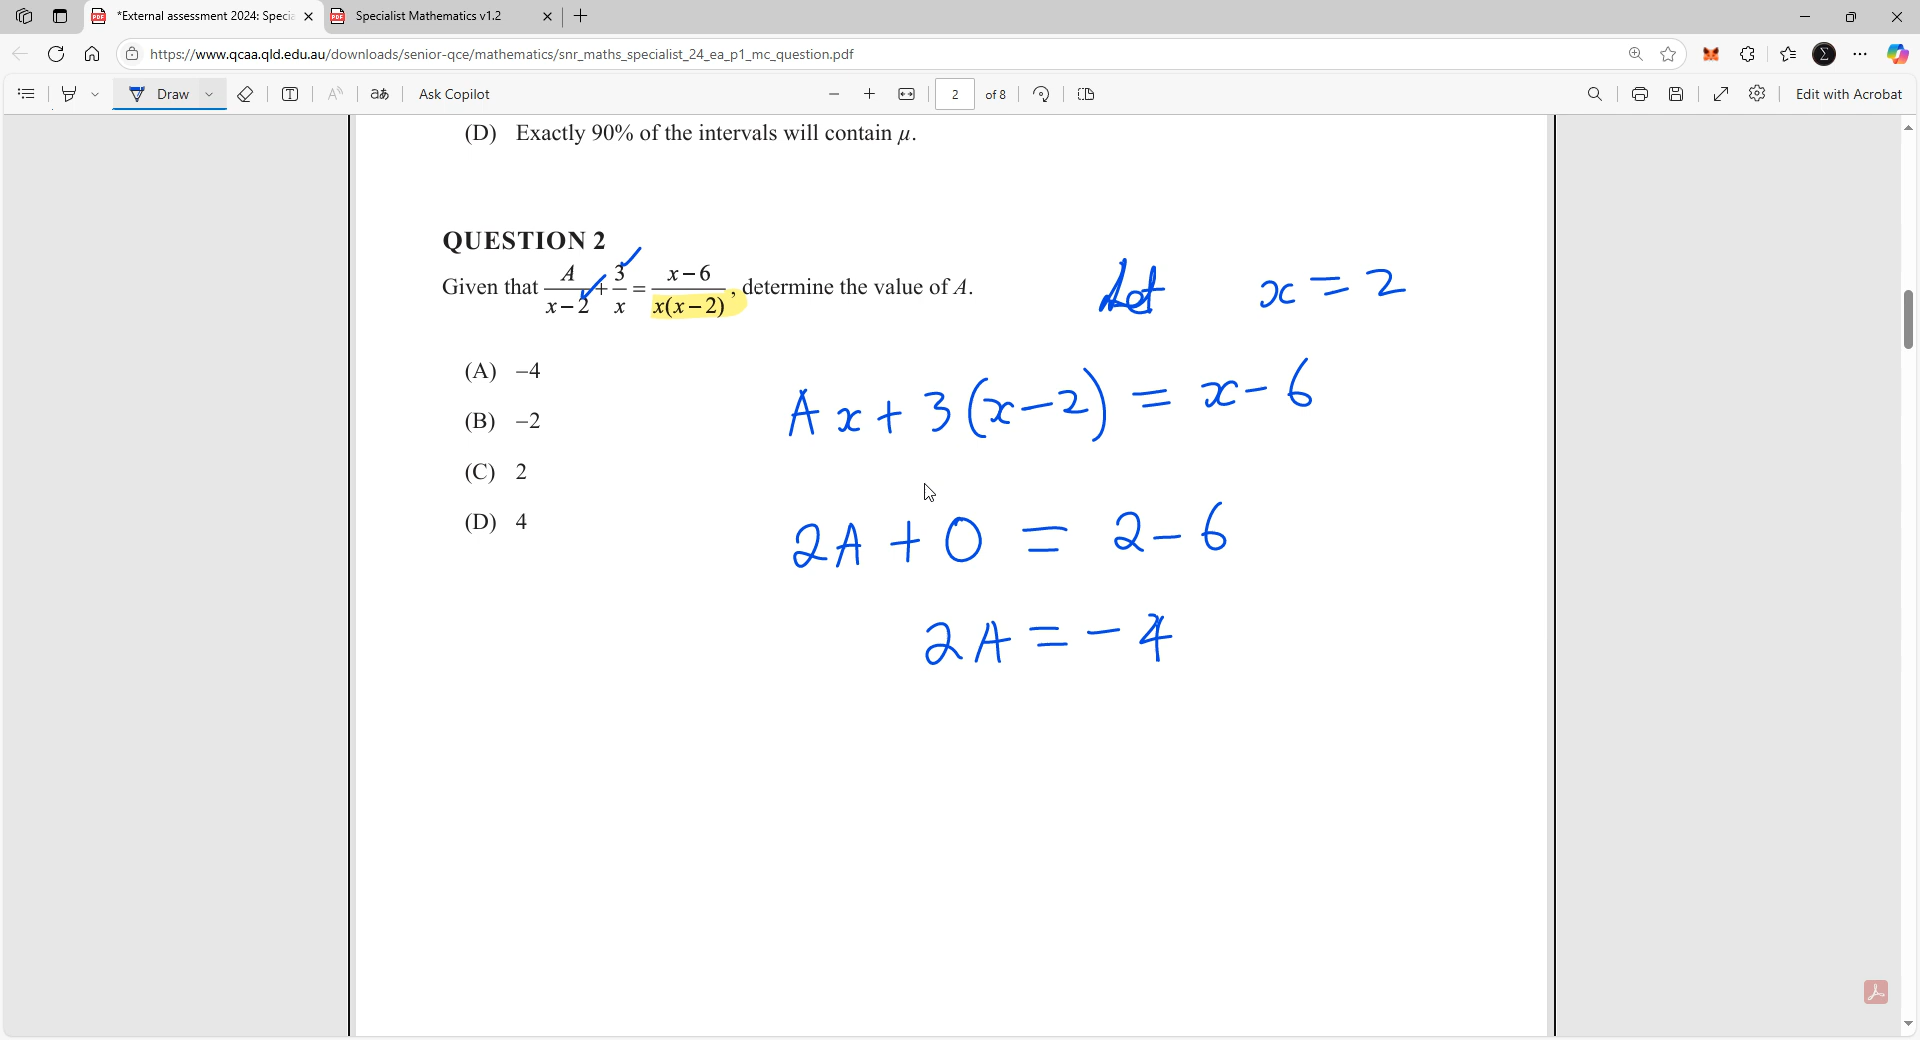 *External assessment 2024: Specia
Specialist Mathematics v1.2
https://www.qcaa.qld.edu.au/downloads/senior-qce/mathematics/snr_maths_specialist_24_ea_p1_mc_question.pdf
Draw
Ask Copilot
2 of 8
Edit with Acrobat
(D) Exactly 90% of the intervals will contain μ.
QUESTION 2
Given that A/(x−2) + 3/x = (x−6)/(x(x−2)), determine the value of A.
Let x = 2
(A) −4
(B) −2
(C) 2
(D) 4
Ax + 3(x−2) = x−6
2A + 0 = 2−6
2A = −4